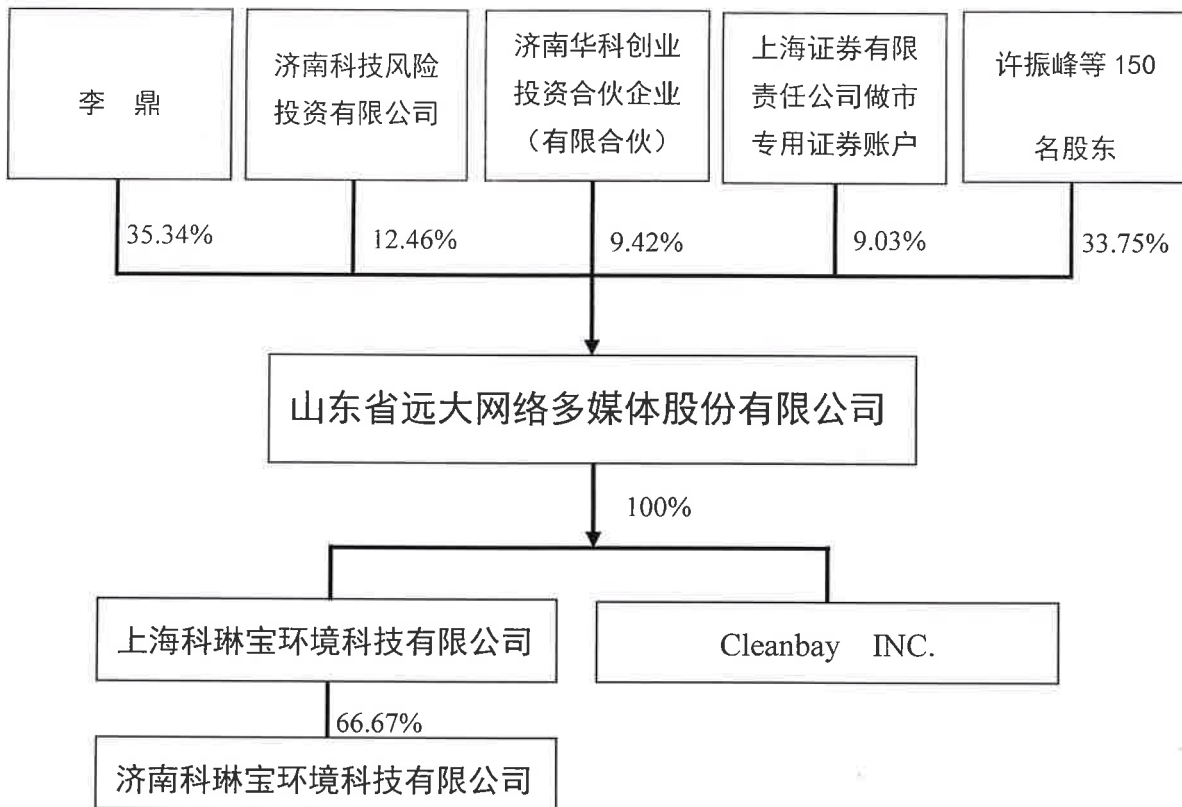 李 鼎
济南科技风险
投资有限公司
济南华科创业
投资合伙企业
（有限合伙）
上海证券有限
责任公司做市
专用证券账户
许振峰等 150
名股东
35.34%
12.46%
9.42%
9.03%
33.75%
山东省远大网络多媒体股份有限公司
100%
上海科琳宝环境科技有限公司
Cleanbay INC.
66.67%
济南科琳宝环境科技有限公司